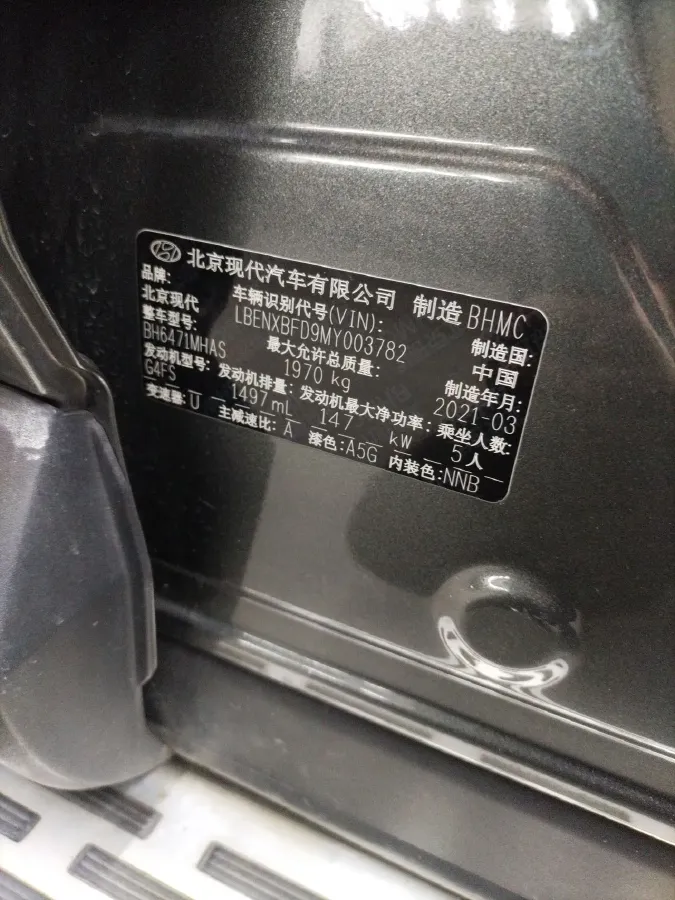 北京现代汽车有限公司 制造 BHMC
品牌: 车辆识别代号(VIN): 制造国:
北京现代 LBENXBFD9MY003782 中国
整车型号: 最大允许总质量: 制造年月:
BH6471MHAS 1970 kg 2021-03
发动机型号: 发动机排量: 发动机最大净功率: 乘坐人数:
G4FS 1497mL 147 kW 5人
变速器: U 主减速比: A 漆色:A5G 内装色:NNB